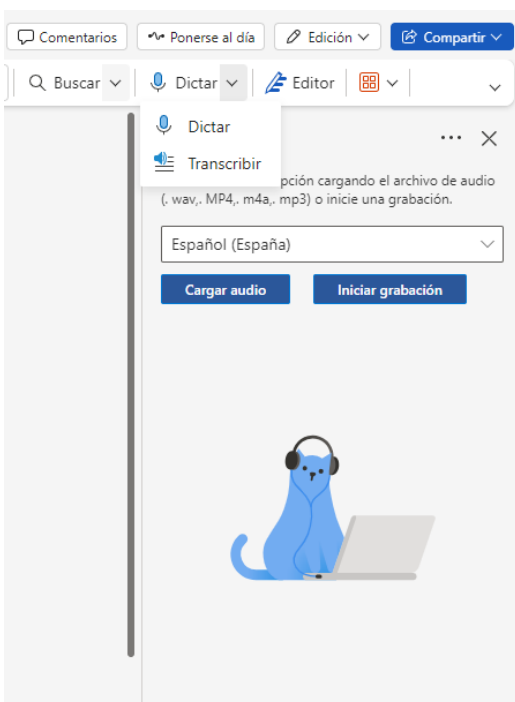 Comentarios Ponerse al día Edición Compartir
Buscar Dictar Editor
Dictar
Transcribir
pción cargando el archivo de audio
(. wav,. MP4,. m4a,. mp3) o inicie una grabación.
Español (España)
Cargar audio Iniciar grabación